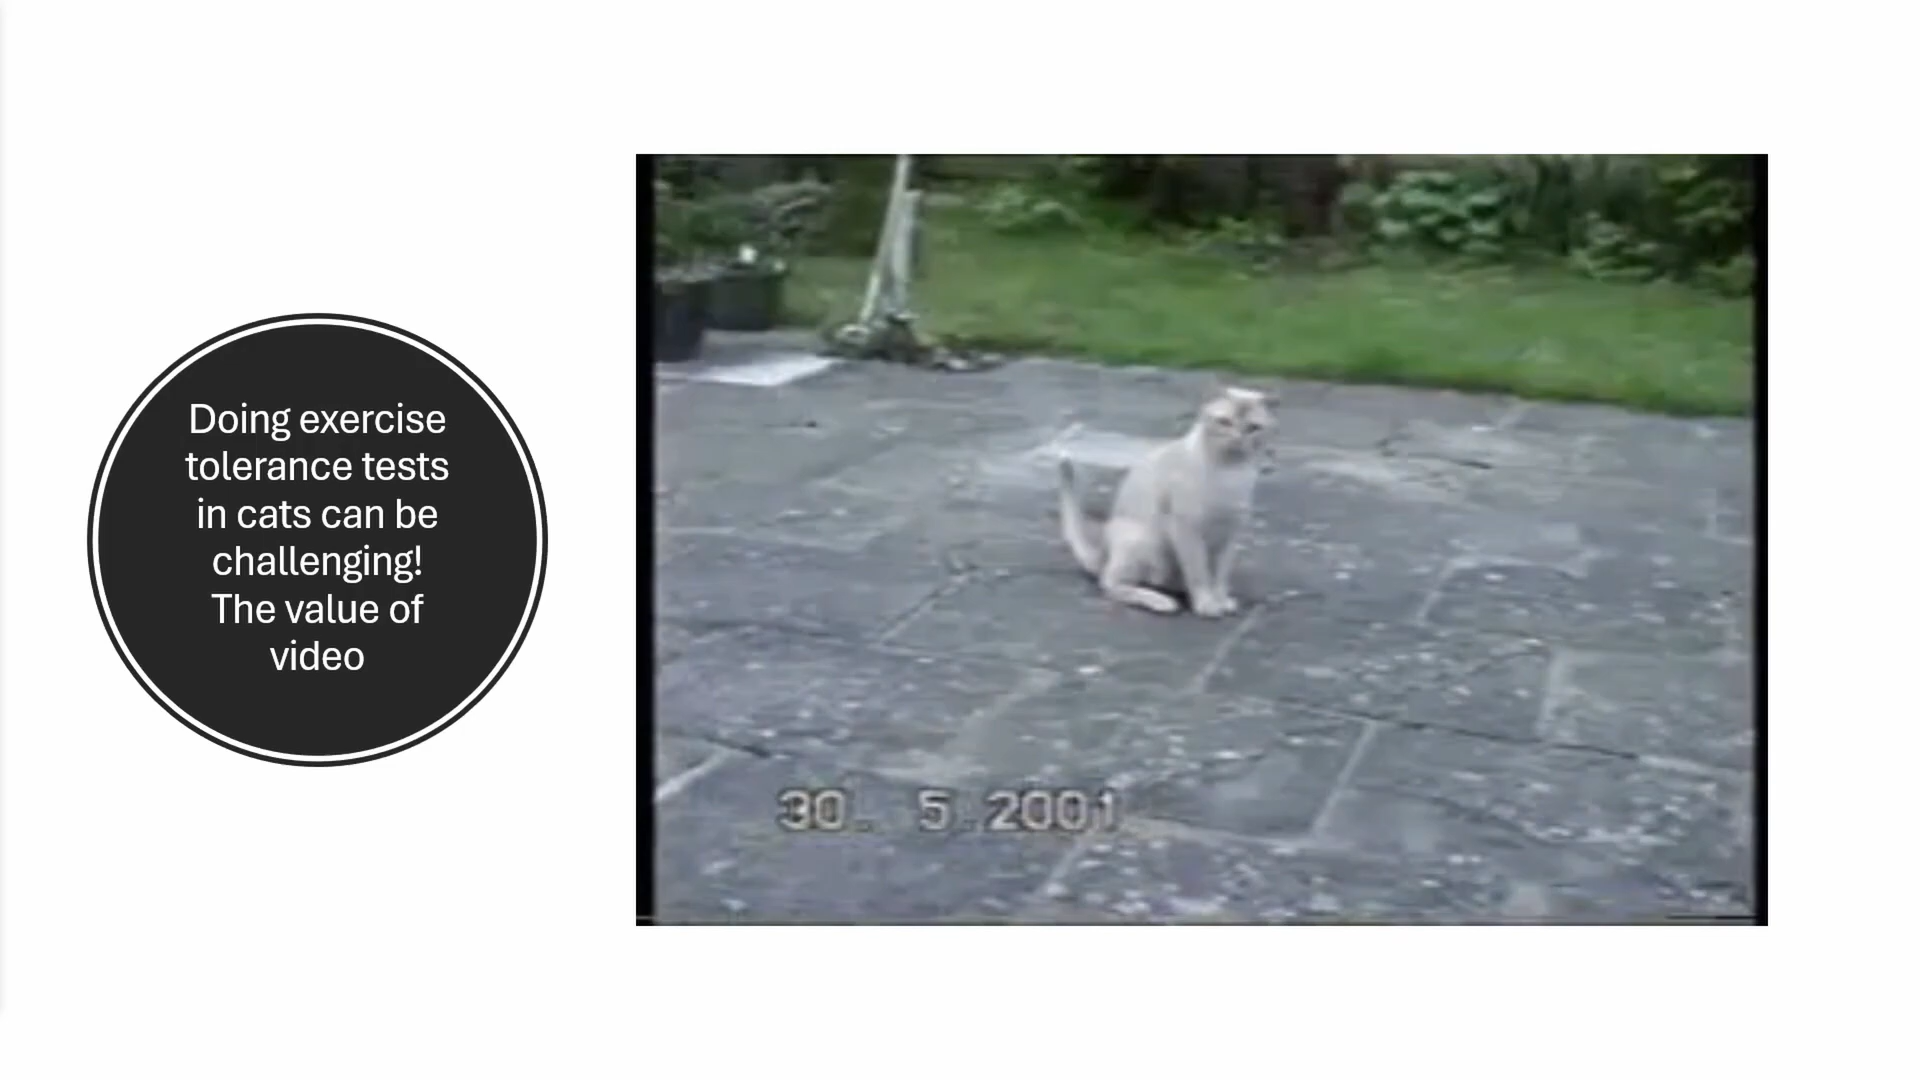 Doing exercise
tolerance tests
in cats can be
challenging!
The value of
video
30. 5.2001